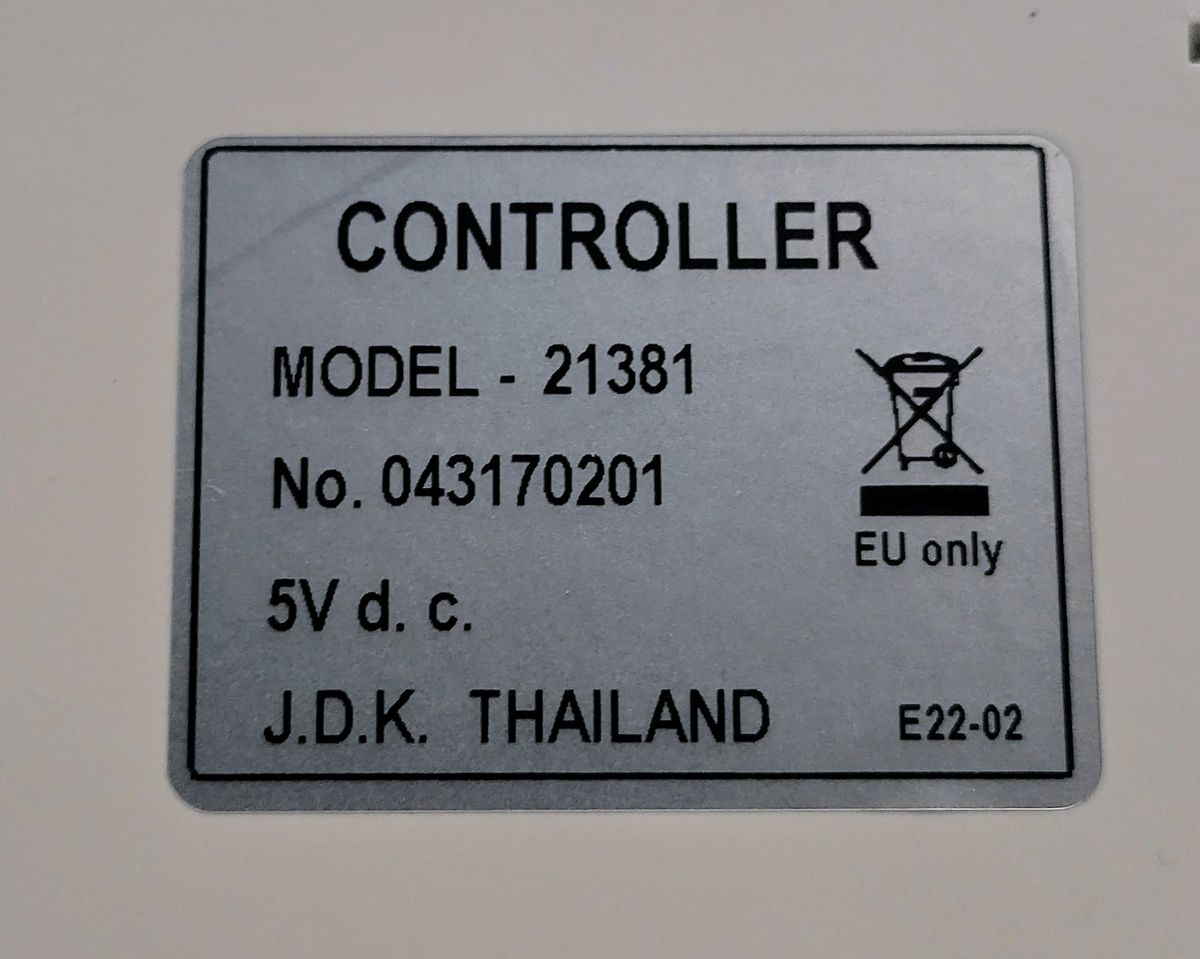 CONTROLLER
MODEL - 21381
No. 043170201
EU only
5V d. c.
J.D.K. THAILAND E22-02